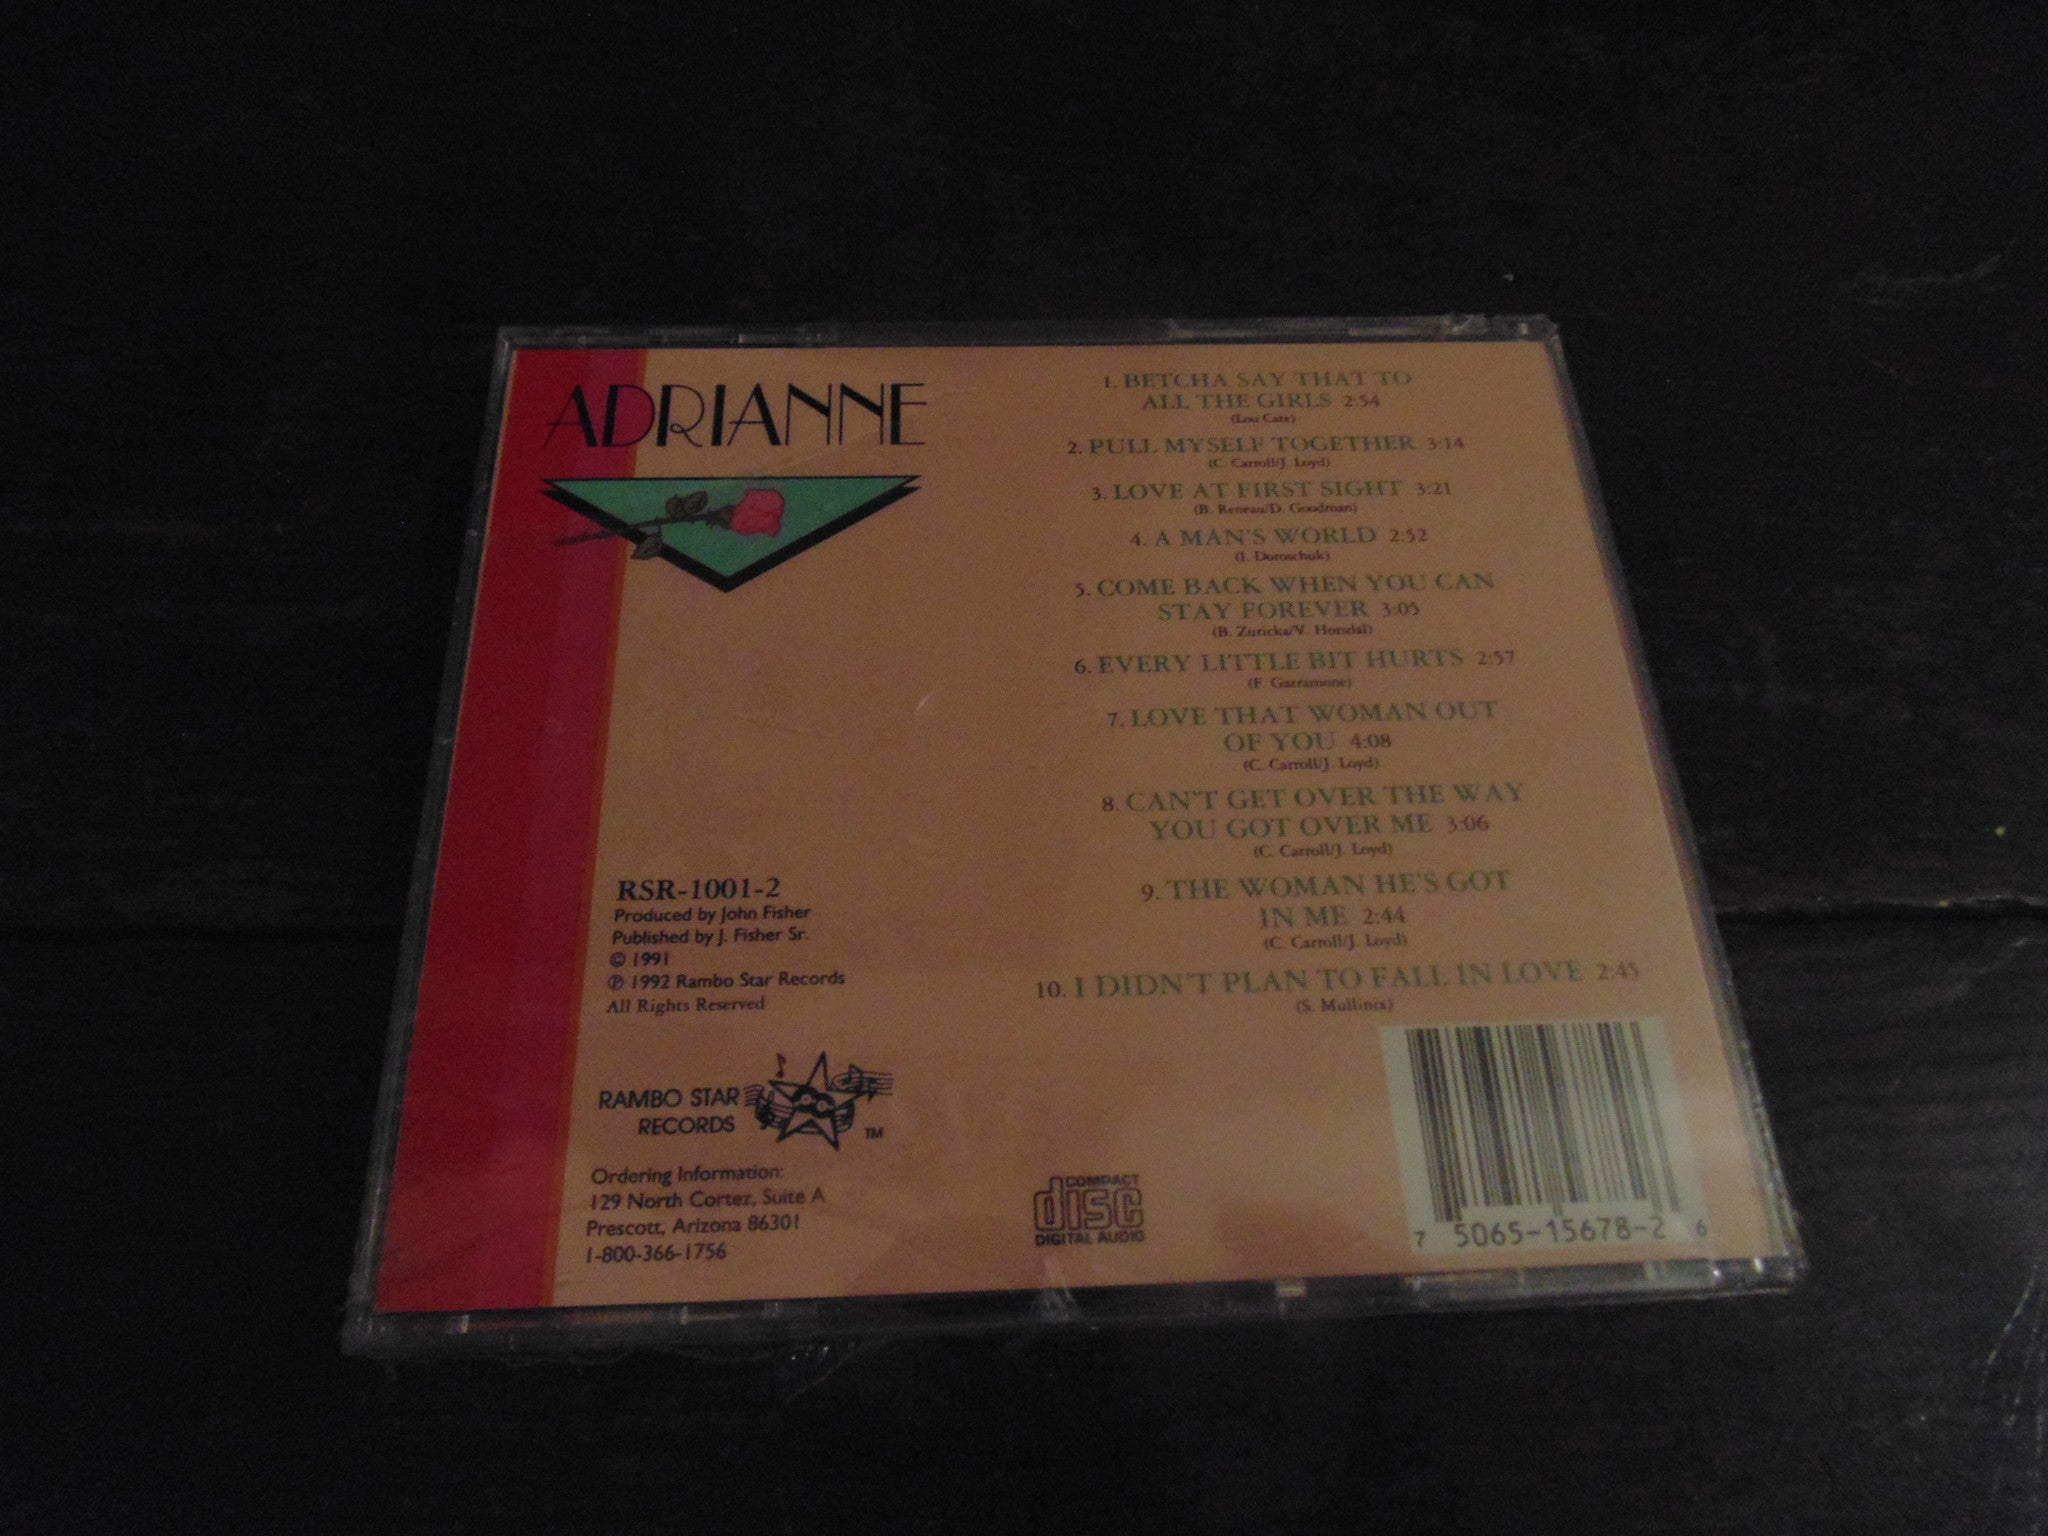 ADRIANNE
1. BETCHA SAY THAT TO
ALL THE GIRLS 2:54
(Lou Cate)
2. PULL MYSELF TOGETHER 3:14
(C. Carroll/J. Loyd)
3. LOVE AT FIRST SIGHT 3:21
(B. Reneau/D. Goodman)
4. A MAN'S WORLD 2:52
(I. Doroschuk)
5. COME BACK WHEN YOU CAN
STAY FOREVER 3:05
(B. Zuricka/V. Horsdal)
6. EVERY LITTLE BIT HURTS 2:57
(F. Garramone)
7. LOVE THAT WOMAN OUT
OF YOU 4:08
(C. Carroll/J. Loyd)
8. CAN'T GET OVER THE WAY
YOU GOT OVER ME 3:06
(C. Carroll/J. Loyd)
9. THE WOMAN HE'S GOT
IN ME 2:44
(C. Carroll/J. Loyd)
10. I DIDN'T PLAN TO FALL IN LOVE 2:45
(S. Mullinix)
RSR-1001-2
Produced by John Fisher
Published by J. Fisher Sr.
© 1991
℗ 1992 Rambo Star Records
All Rights Reserved
RAMBO STAR
RECORDS
TM
Ordering Information:
129 North Cortez, Suite A
Prescott, Arizona 86301
1-800-366-1756
COMPACT
disc
DIGITAL AUDIO
7 5065-15678-2 6